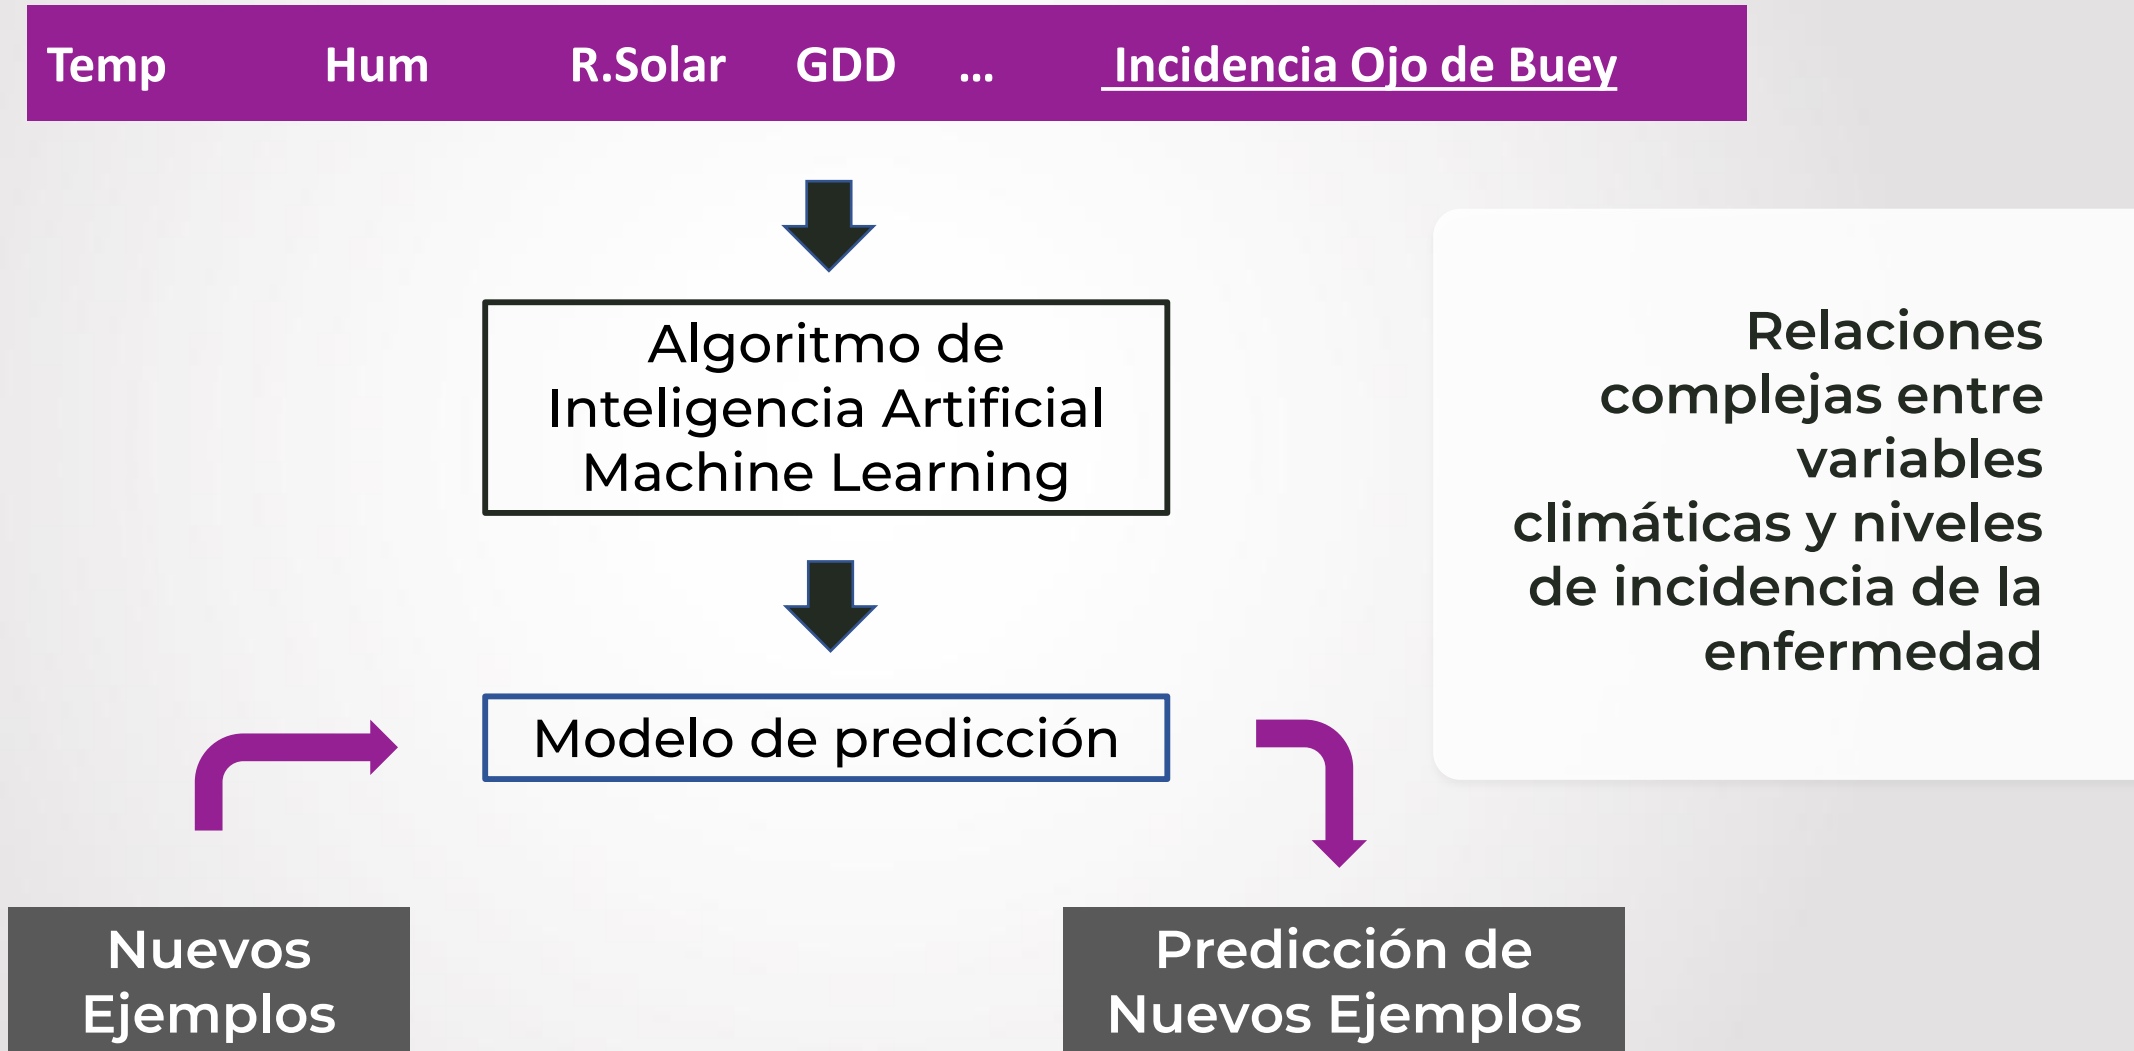 Temp Hum R.Solar GDD ... Incidencia Ojo de Buey
Algoritmo de
Inteligencia Artificial
Machine Learning
Relaciones
complejas entre
variables
climáticas y niveles
de incidencia de la
enfermedad
Modelo de predicción
Nuevos
Ejemplos
Predicción de
Nuevos Ejemplos